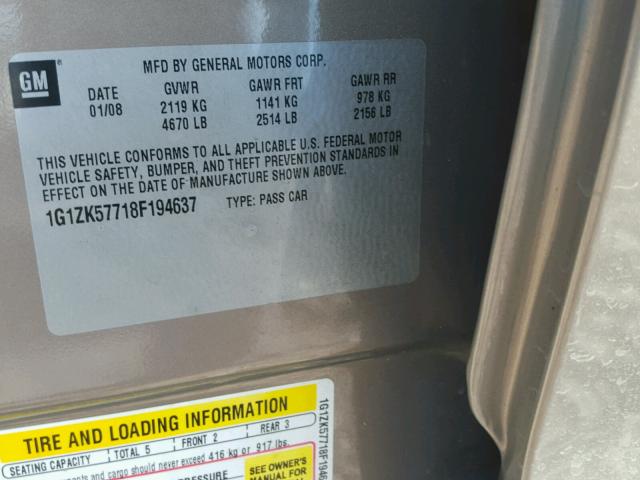 GM
MFD BY GENERAL MOTORS CORP.
DATE GVWR GAWR FRT GAWR RR
01/08 2119 KG 1141 KG 978 KG
4670 LB 2514 LB 2156 LB
THIS VEHICLE CONFORMS TO ALL APPLICABLE U.S. FEDERAL MOTOR
VEHICLE SAFETY, BUMPER, AND THEFT PREVENTION STANDARDS IN
EFFECT ON THE DATE OF MANUFACTURE SHOWN ABOVE.
1G1ZK57718F194637 TYPE: PASS CAR
TIRE AND LOADING INFORMATION
SEATING CAPACITY TOTAL 5 FRONT 2 REAR 3
and cargo should never exceed 416 kg or 917 lbs.
PRESSURE
SEE OWNER'S
MANUAL FOR
1G1ZK57718F194